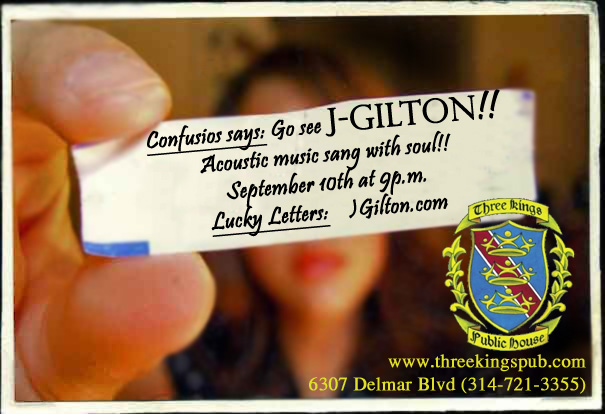 Confusios says: Go see J-GILTON!!
Acoustic music sang with soul!!
September 10th at 9p.m.
Lucky Letters: JGilton.com
Three Kings
Public House
www.threekingspub.com
6307 Delmar Blvd (314-721-3355)